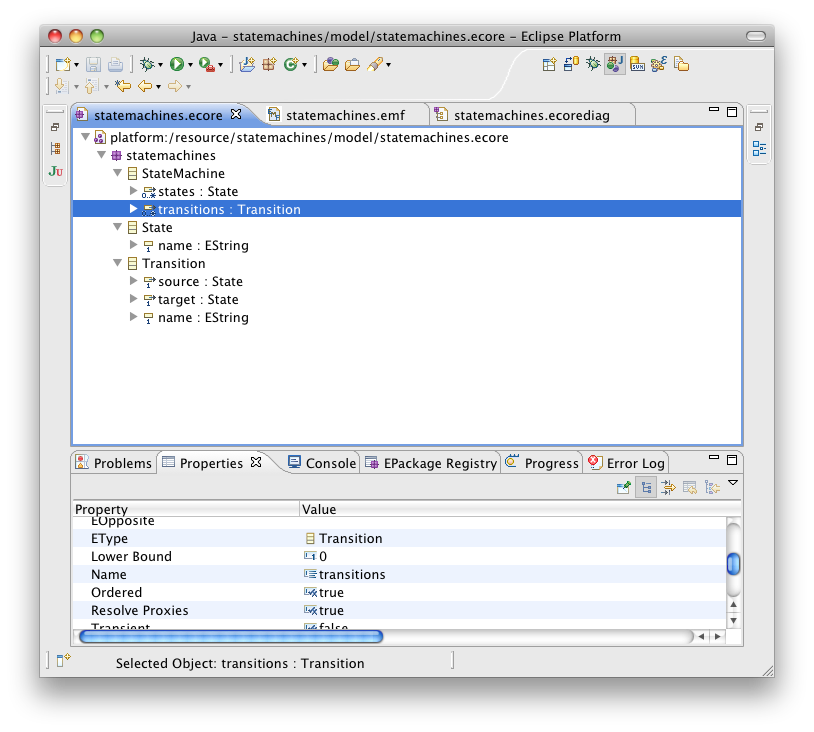 Java – statemachines/model/statemachines.ecore – Eclipse Platform
statemachines.ecore statemachines.emf statemachines.ecorediag
platform:/resource/statemachines/model/statemachines.ecore
statemachines
StateMachine
states : State
transitions : Transition
State
name : EString
Transition
source : State
target : State
name : EString
Problems Properties Console EPackage Registry Progress Error Log
Property Value
EOpposite
EType Transition
Lower Bound 0
Name transitions
Ordered true
Resolve Proxies true
Transient false
Selected Object: transitions : Transition